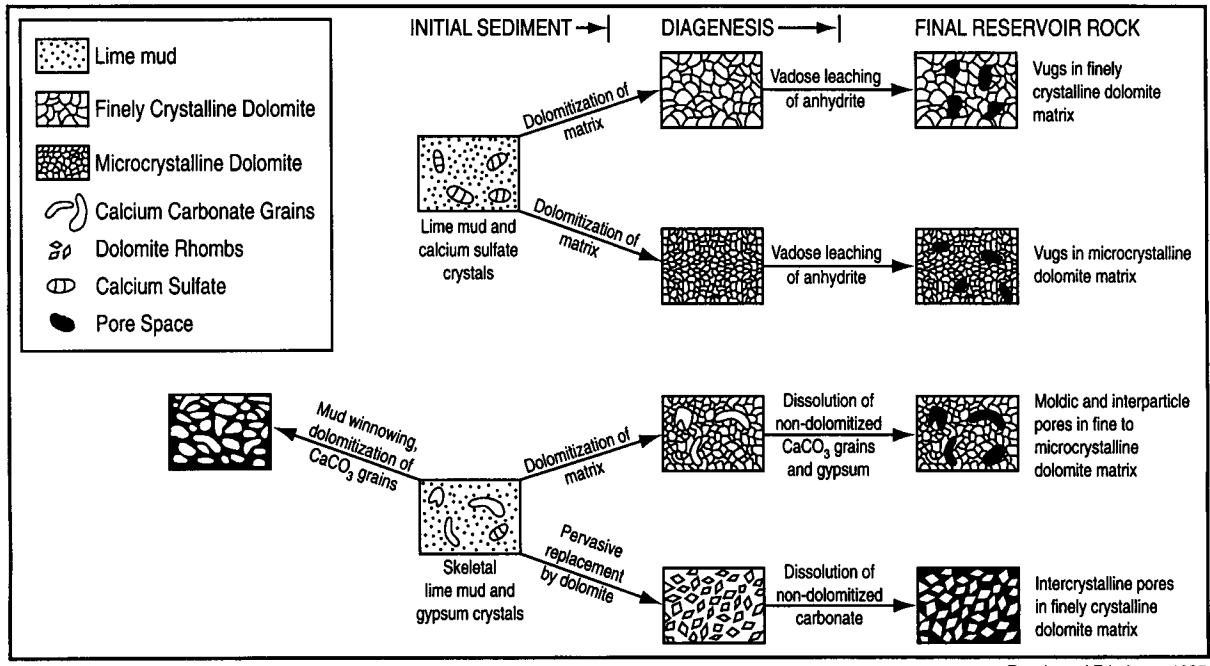 INITIAL SEDIMENT
DIAGENESIS
FINAL RESERVOIR ROCK
Lime mud
Finely Crystalline Dolomite
Microcrystalline Dolomite
Calcium Carbonate Grains
Dolomite Rhombs
Calcium Sulfate
Pore Space
Lime mud and
calcium sulfate
crystals
Dolomitization of
matrix
Vadose leaching
of anhydrite
Vugs in finely
crystalline dolomite
matrix
Dolomitization of
matrix
Vadose leaching
of anhydrite
Vugs in microcrystalline
dolomite matrix
Mud winnowing,
dolomitization of
CaCO3 grains
Skeletal
lime mud and
gypsum crystals
Dolomitization of
matrix
Dissolution of
non-dolomitized
CaCO3 grains
and gypsum
Moldic and interparticle
pores in fine to
microcrystalline
dolomite matrix
Pervasive
replacement
by dolomite
Dissolution of
non-dolomitized
carbonate
Intercrystalline pores
in finely crystalline
dolomite matrix